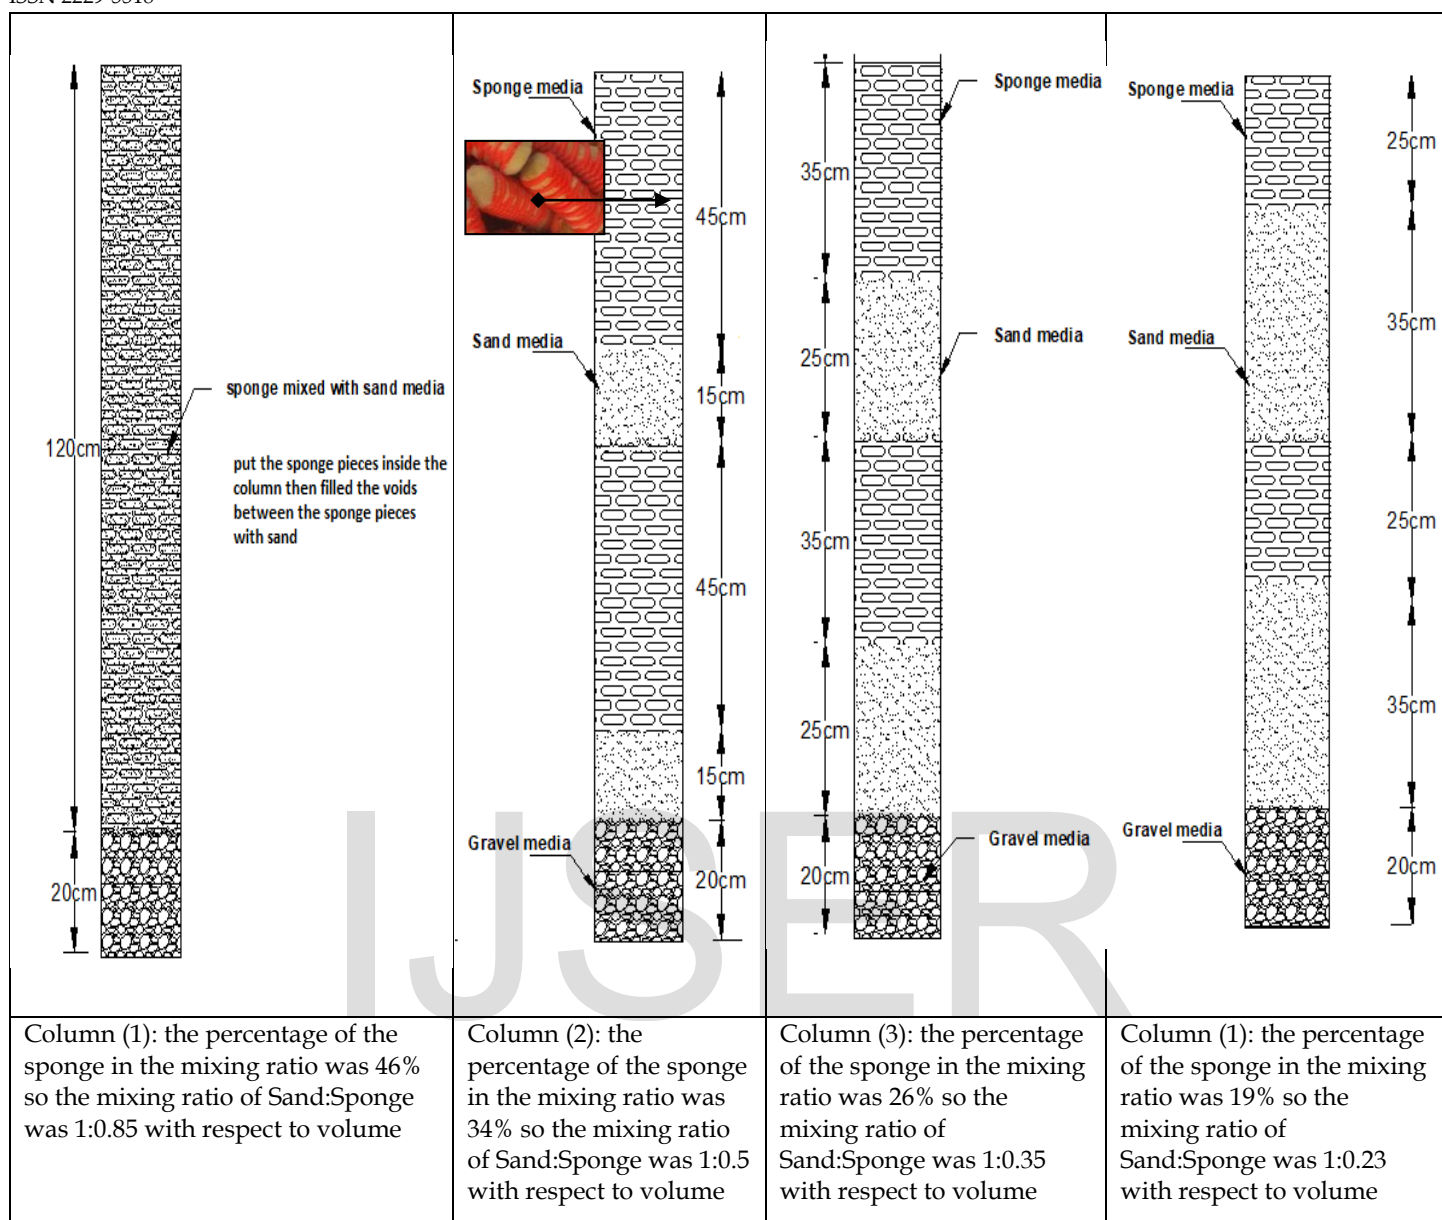 ISSN 2229-5518
120cm
sponge mixed with sand media
put the sponge pieces inside the
column then filled the voids
between the sponge pieces
with sand
20cm
Sponge media
45cm
Sand media
15cm
45cm
15cm
Gravel media
20cm
Sponge media
35cm
Sand media
25cm
35cm
25cm
Gravel media
20cm
Sponge media
25cm
Sand media
35cm
25cm
35cm
Gravel media
20cm
IJSER
Column (1): the percentage of the
sponge in the mixing ratio was 46%
so the mixing ratio of Sand:Sponge
was 1:0.85 with respect to volume
Column (2): the
percentage of the sponge
in the mixing ratio was
34% so the mixing ratio
of Sand:Sponge was 1:0.5
with respect to volume
Column (3): the percentage
of the sponge in the mixing
ratio was 26% so the
mixing ratio of
Sand:Sponge was 1:0.35
with respect to volume
Column (1): the percentage
of the sponge in the mixing
ratio was 19% so the
mixing ratio of
Sand:Sponge was 1:0.23
with respect to volume